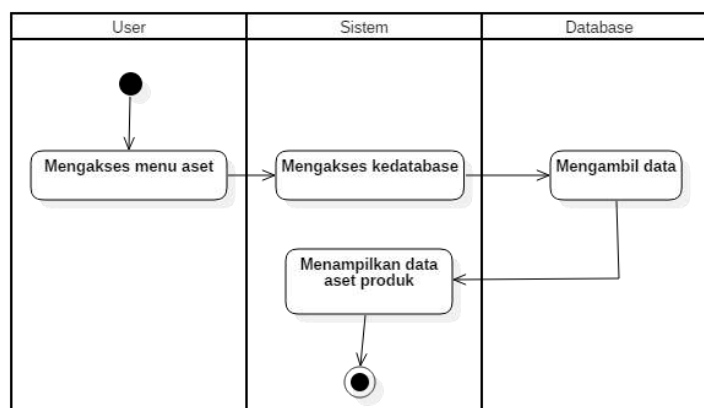 User
Sistem
Database
Mengakses menu aset
Mengakses kedatabase
Mengambil data
Menampilkan data
aset produk